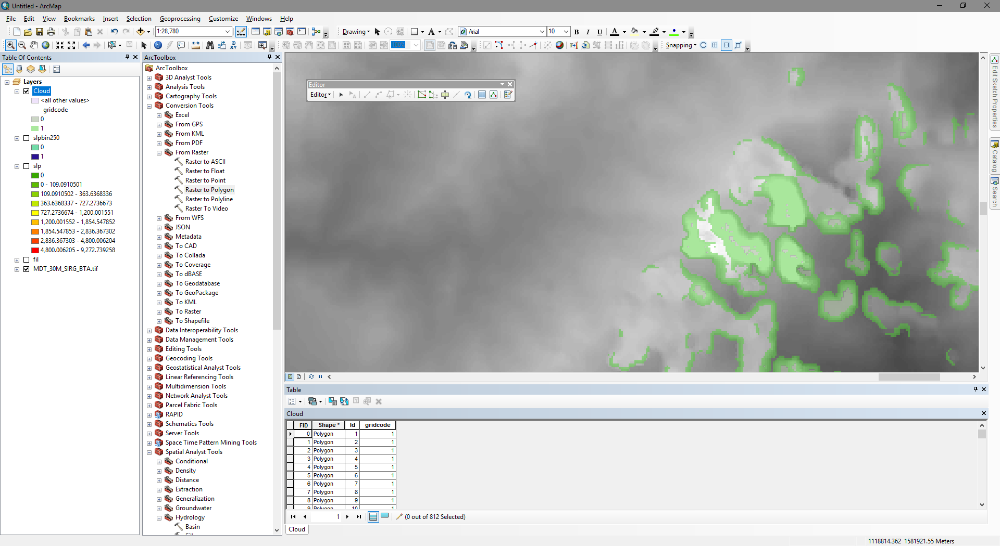 Untitled - ArcMap
File Edit View Bookmarks Insert Selection Geoprocessing Customize Windows Help
1:28,780
Drawing
Arial
10
B I U A
100%
Snapping
Table Of Contents
Layers
Cloud
<all other values>
gridcode
0
1
slpbin250
0
1
slp
0
0 - 109.0910501
109.0910502 - 363.6368336
363.6368337 - 727.2736673
727.2736674 - 1,200.001551
1,200.001552 - 1,854.547852
1,854.547853 - 2,836.367302
2,836.367303 - 4,800.006204
4,800.006205 - 9,272.739258
fil
MDT_30M_SIRG_BTA.tif
ArcToolbox
ArcToolbox
3D Analyst Tools
Analysis Tools
Cartography Tools
Conversion Tools
Excel
From GPS
From KML
From PDF
From Raster
Raster to ASCII
Raster to Float
Raster to Point
Raster to Polygon
Raster to Polyline
Raster To Video
From WFS
JSON
Metadata
To CAD
To Collada
To Coverage
To dBASE
To Geodatabase
To GeoPackage
To KML
To Raster
To Shapefile
Data Interoperability Tools
Data Management Tools
Editing Tools
Geocoding Tools
Geostatistical Analyst Tools
Linear Referencing Tools
Multidimension Tools
Network Analyst Tools
Parcel Fabric Tools
RAPID
Schematics Tools
Server Tools
Space Time Pattern Mining Tools
Spatial Analyst Tools
Conditional
Density
Distance
Extraction
Generalization
Groundwater
Hydrology
Basin
Editor
Editor
Edit Sketch Properties
Catalog
Search
Table
Cloud
FID Shape * Id gridcode
0 Polygon 1 1
1 Polygon 2 1
2 Polygon 3 1
3 Polygon 4 1
4 Polygon 5 1
5 Polygon 6 1
6 Polygon 7 1
7 Polygon 8 1
8 Polygon 9 1
9 Polygon 10 1
1
(0 out of 812 Selected)
Cloud
1118814.362 1581921.55 Meters